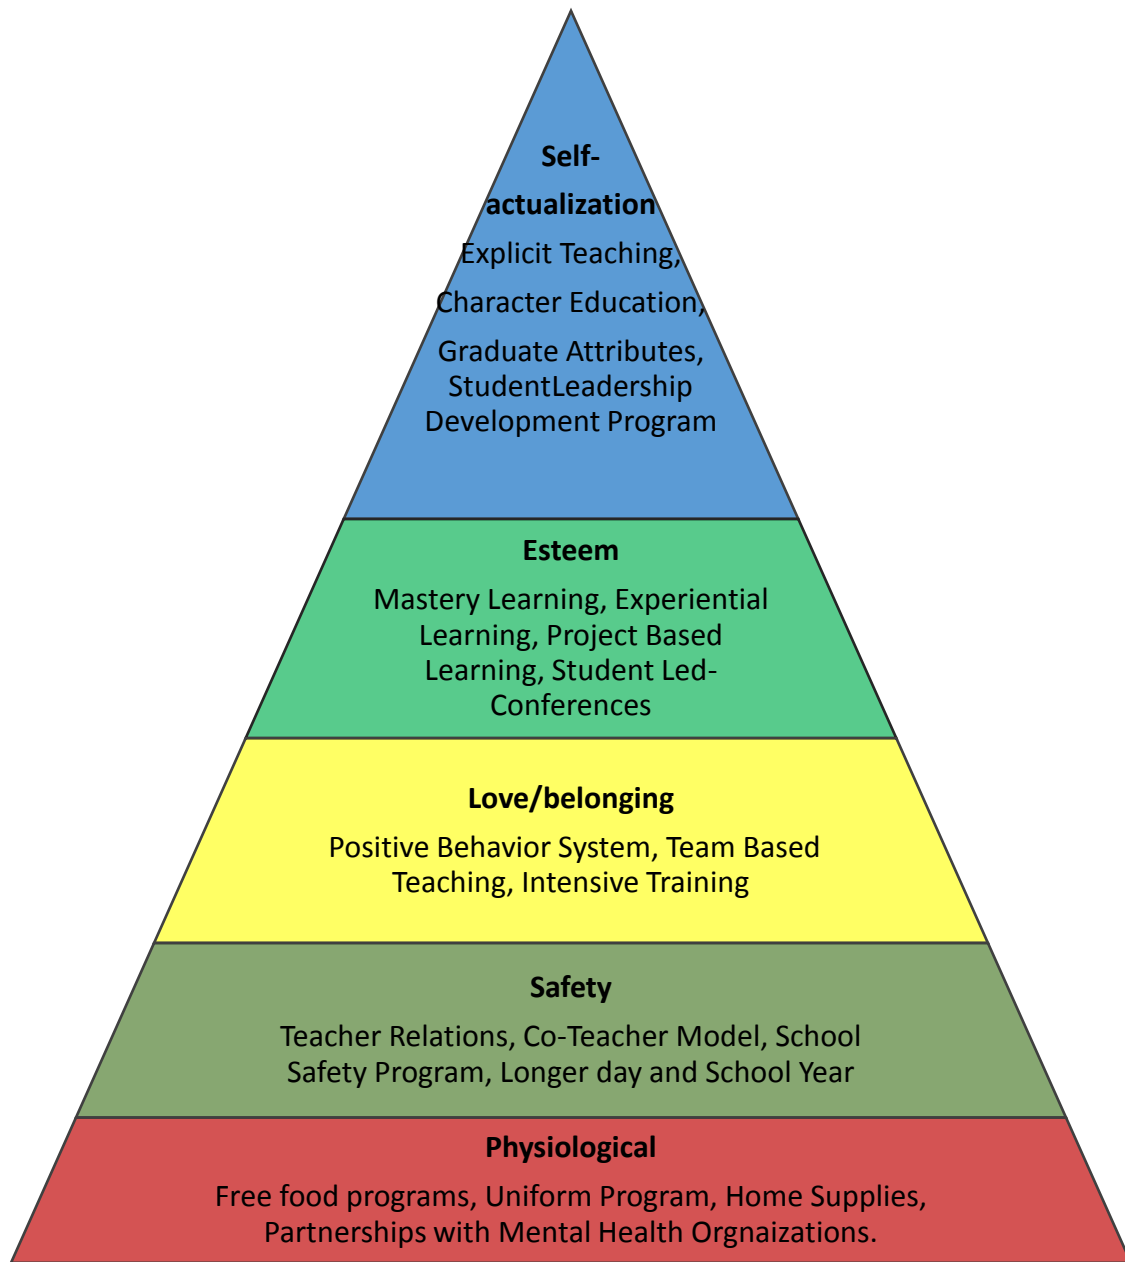 Self-
actualization
Explicit Teaching,
Character Education,
Graduate Attributes,
StudentLeadership
Development Program
Esteem
Mastery Learning, Experiential
Learning, Project Based
Learning, Student Led-
Conferences
Love/belonging
Positive Behavior System, Team Based
Teaching, Intensive Training
Safety
Teacher Relations, Co-Teacher Model, School
Safety Program, Longer day and School Year
Physiological
Free food programs, Uniform Program, Home Supplies,
Partnerships with Mental Health Orgnaizations.